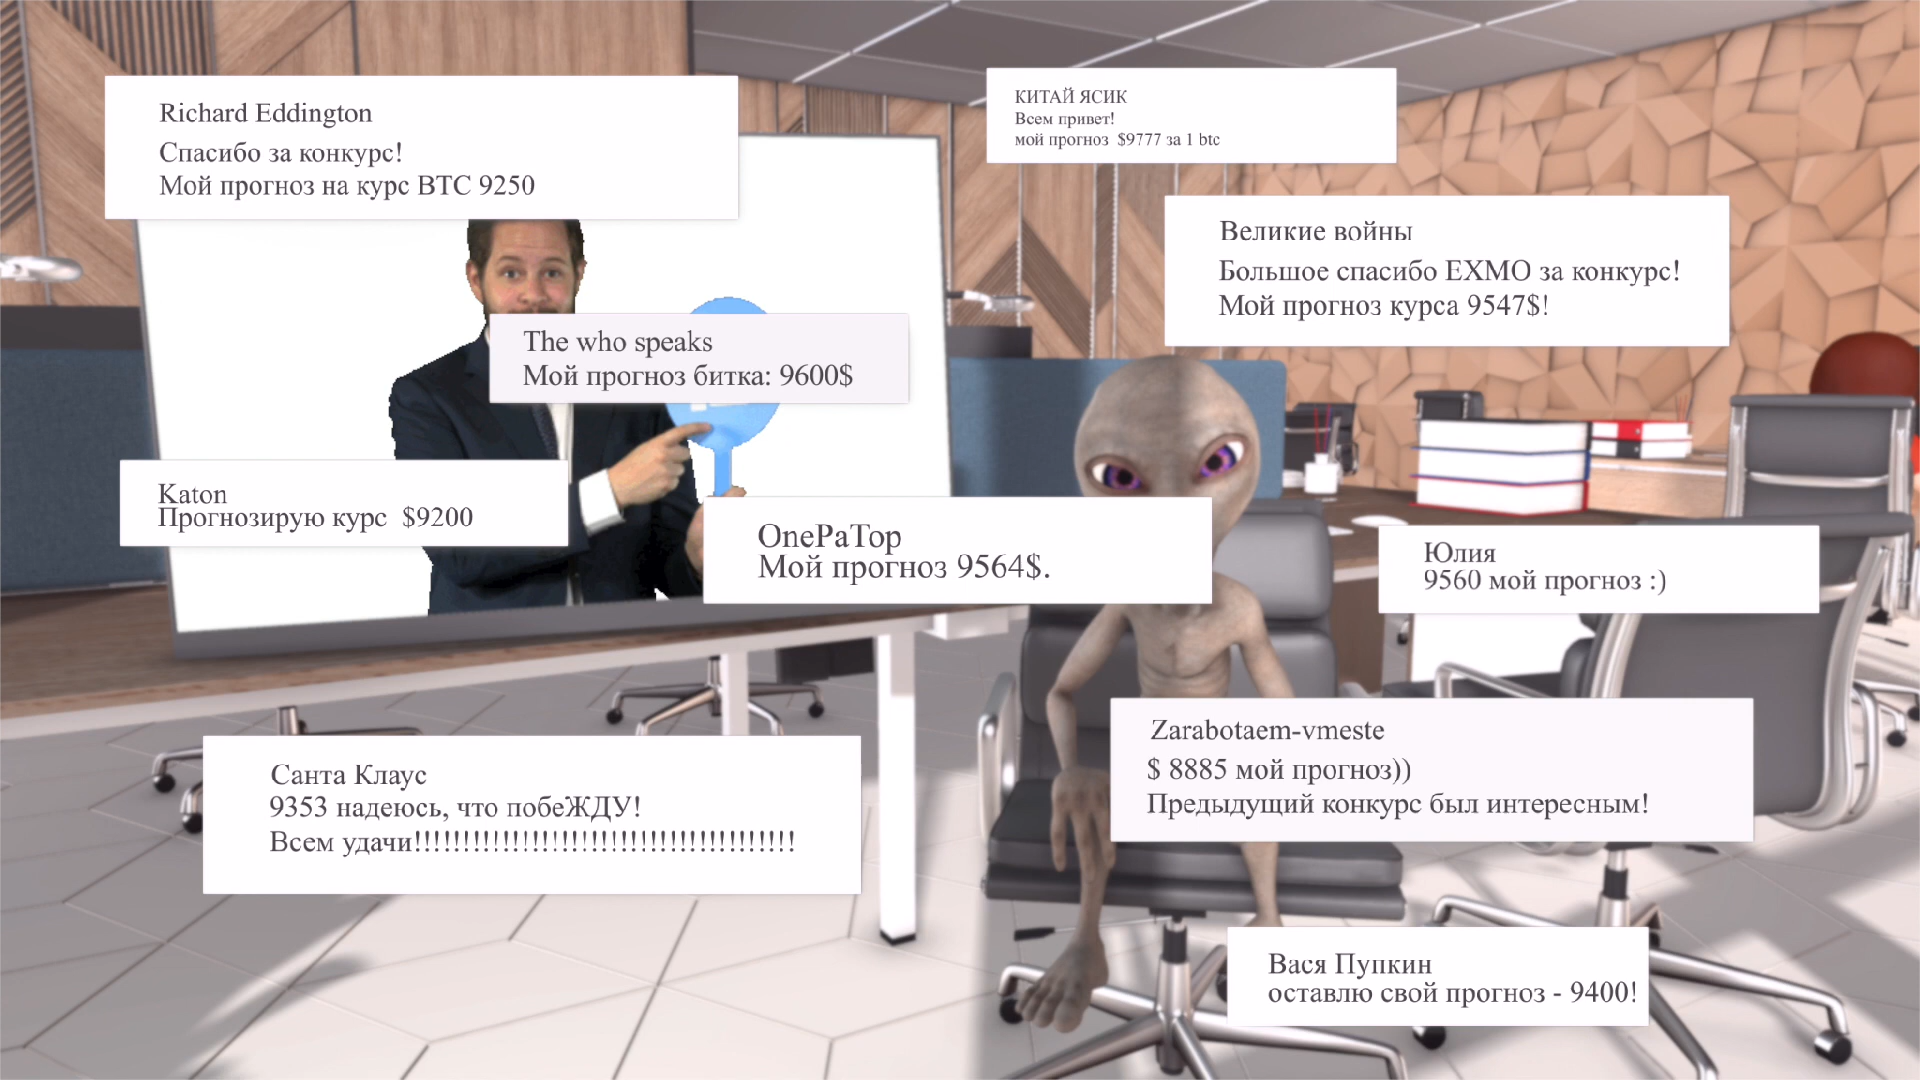 Richard Eddington
Спасибо за конкурс!
Мой прогноз на курс BTC 9250
КИТАЙ ЯСИК
Всем привет!
мой прогноз $9777 за 1 btc
Великие войны
Большое спасибо EXMO за конкурс!
Мой прогноз курса 9547$!
The who speaks
Мой прогноз битка: 9600$
Katon
Прогнозирую курс $9200
OnePaTop
Мой прогноз 9564$.
Юлия
9560 мой прогноз :)
Zarabotaem-vmeste
$ 8885 мой прогноз))
Предыдущий конкурс был интересным!
Санта Клаус
9353 надеюсь, что побеЖДУ!
Всем удачи!!!!!!!!!!!!!!!!!!!!!!!!!!!!!!!!!!!!!!!
Вася Пупкин
оставлю свой прогноз - 9400!